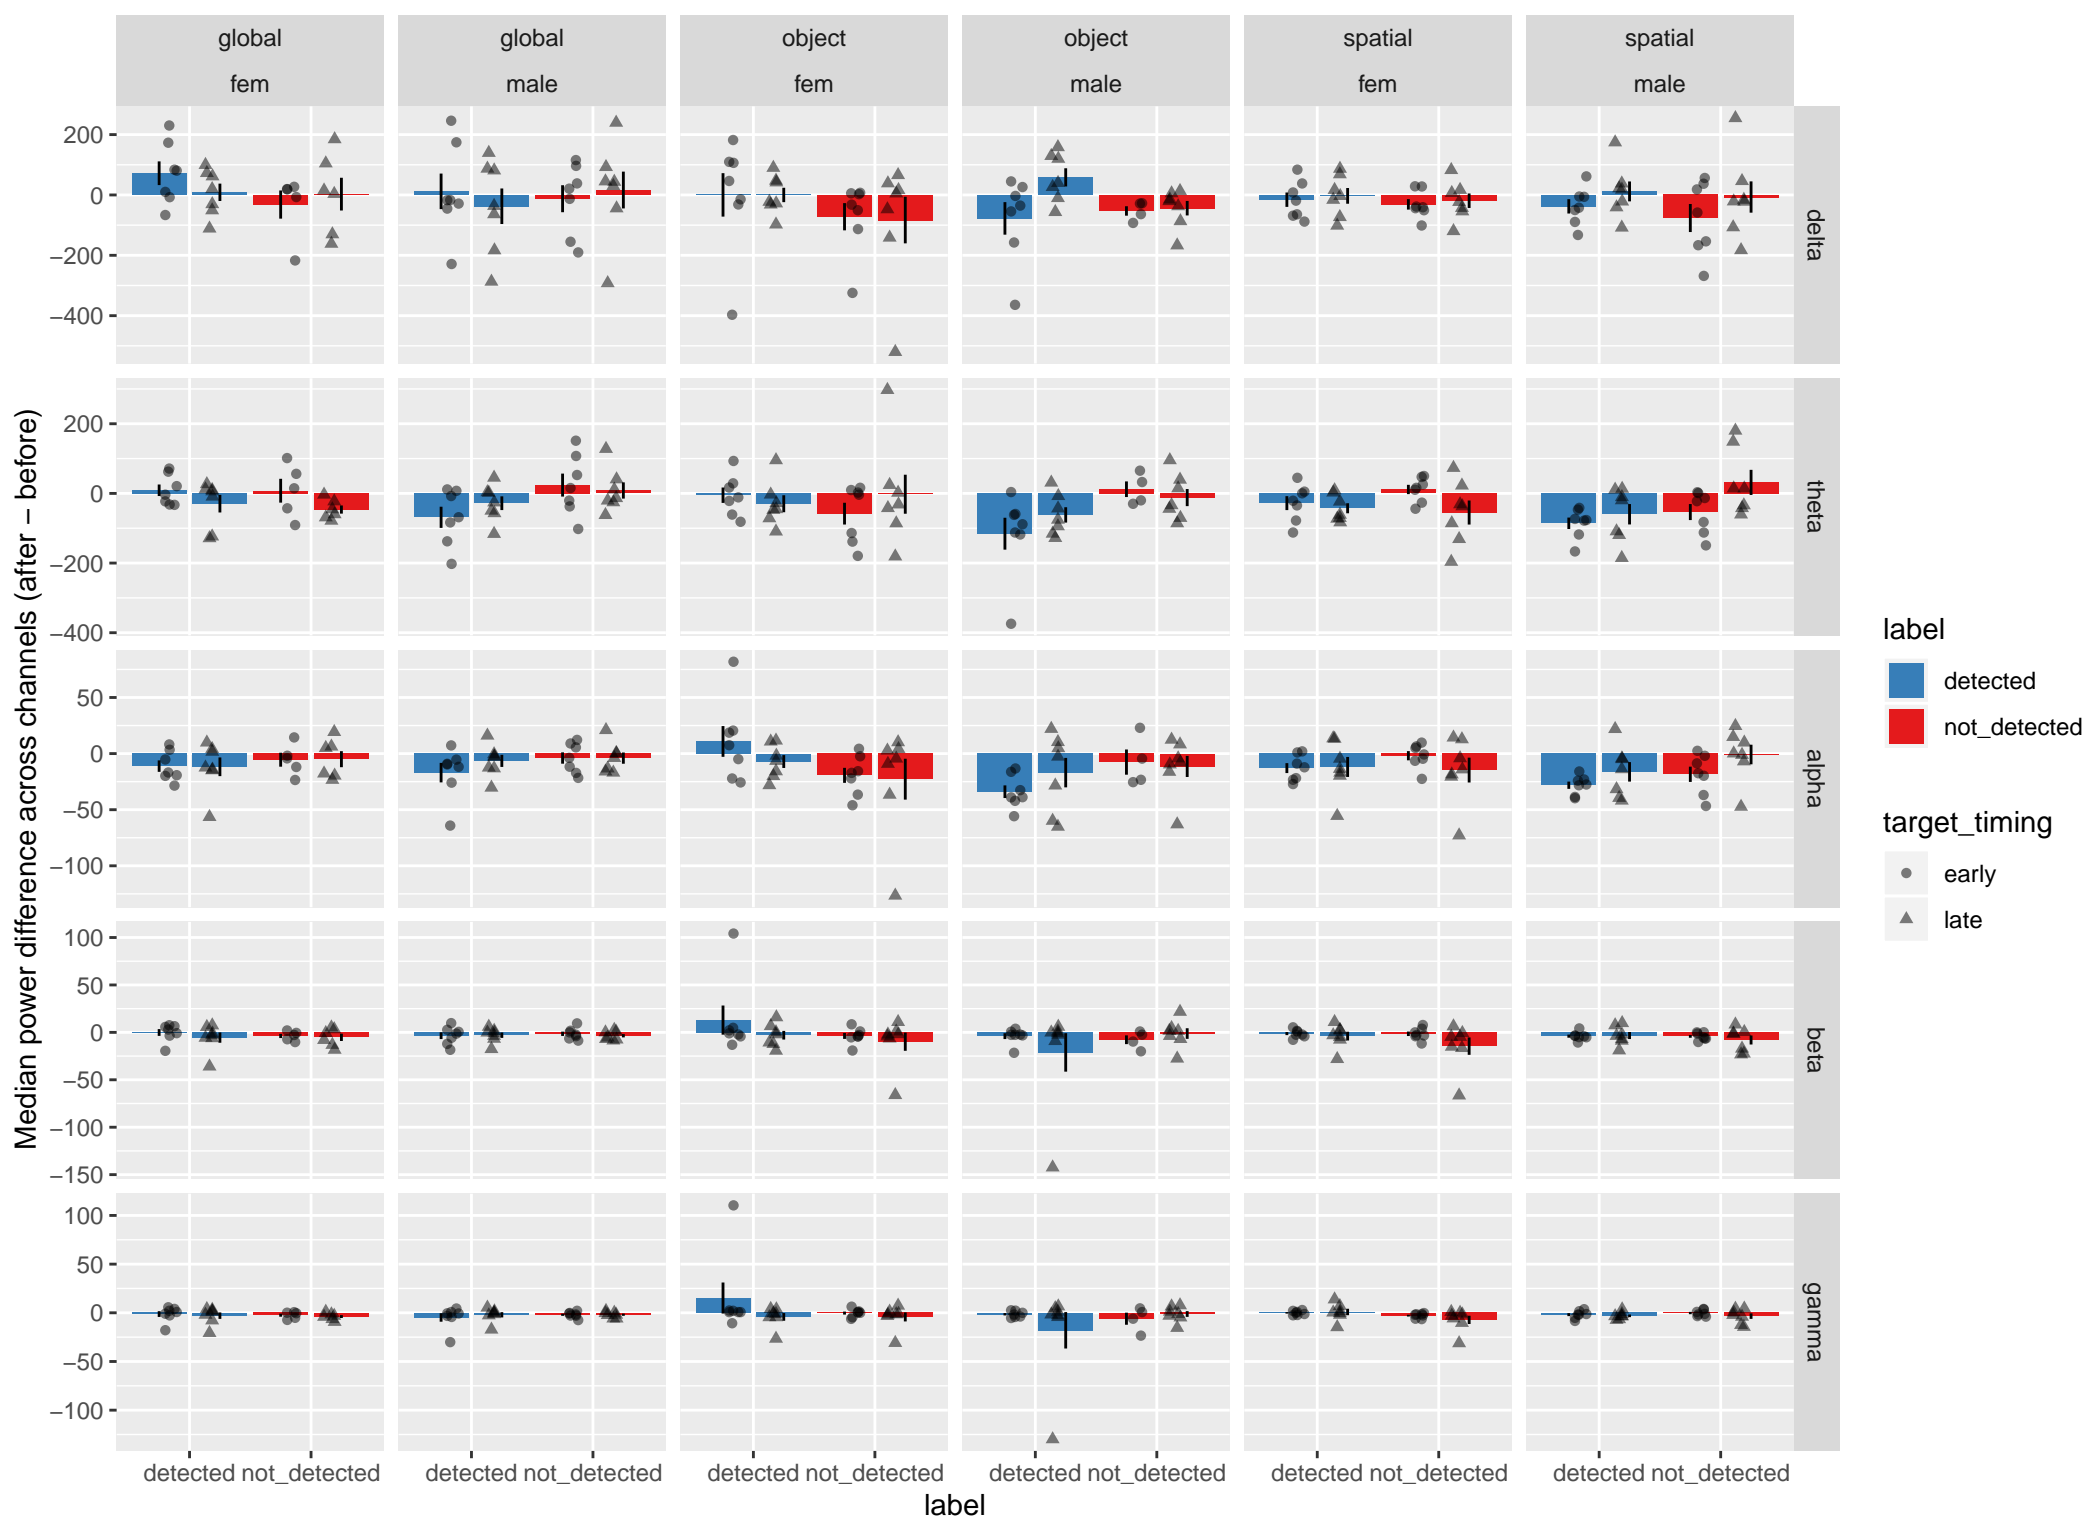 global
global
object
object
spatial
spatial
fem
male
fem
male
fem
male
200
0
−200
−400
delta
200
0
−200
−400
theta
50
0
−50
−100
alpha
100
50
0
−50
−100
−150
beta
100
50
0
−50
−100
gamma
detected not_detected
detected not_detected
detected not_detected
detected not_detected
detected not_detected
detected not_detected
label
Median power difference across channels (after − before)
label
detected
not_detected
target_timing
early
late